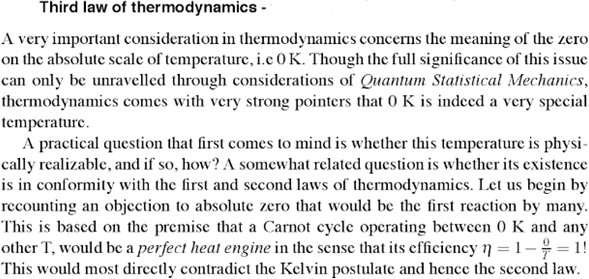 Third law of thermodynamics -
A very important consideration in thermodynamics concerns the meaning of the zero
on the absolute scale of temperature, i.e 0 K. Though the full significance of this issue
can only be unravelled through considerations of Quantum Statistical Mechanics,
thermodynamics comes with very strong pointers that 0 K is indeed a very special
temperature.
A practical question that first comes to mind is whether this temperature is physi-
cally realizable, and if so, how? A somewhat related question is whether its existence
is in conformity with the first and second laws of thermodynamics. Let us begin by
recounting an objection to absolute zero that would be the first reaction by many.
This is based on the premise that a Carnot cycle operating between 0 K and any
other T, would be a perfect heat engine in the sense that its efficiency η = 1 − 0/T = 1!
This would most directly contradict the Kelvin postulate and hence the second law.